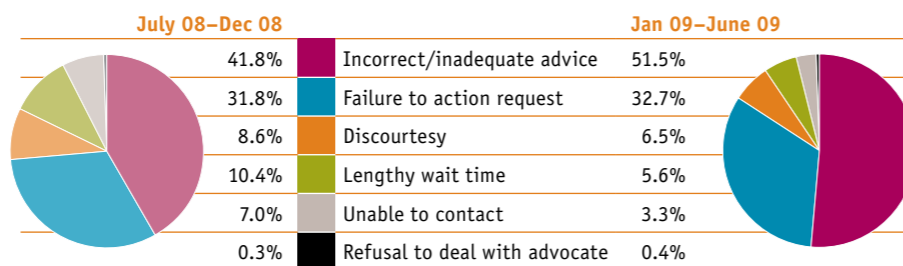 July 08–Dec 08 Jan 09–June 09
41.8% Incorrect/inadequate advice 51.5%
31.8% Failure to action request 32.7%
8.6% Discourtesy 6.5%
10.4% Lengthy wait time 5.6%
7.0% Unable to contact 3.3%
0.3% Refusal to deal with advocate 0.4%